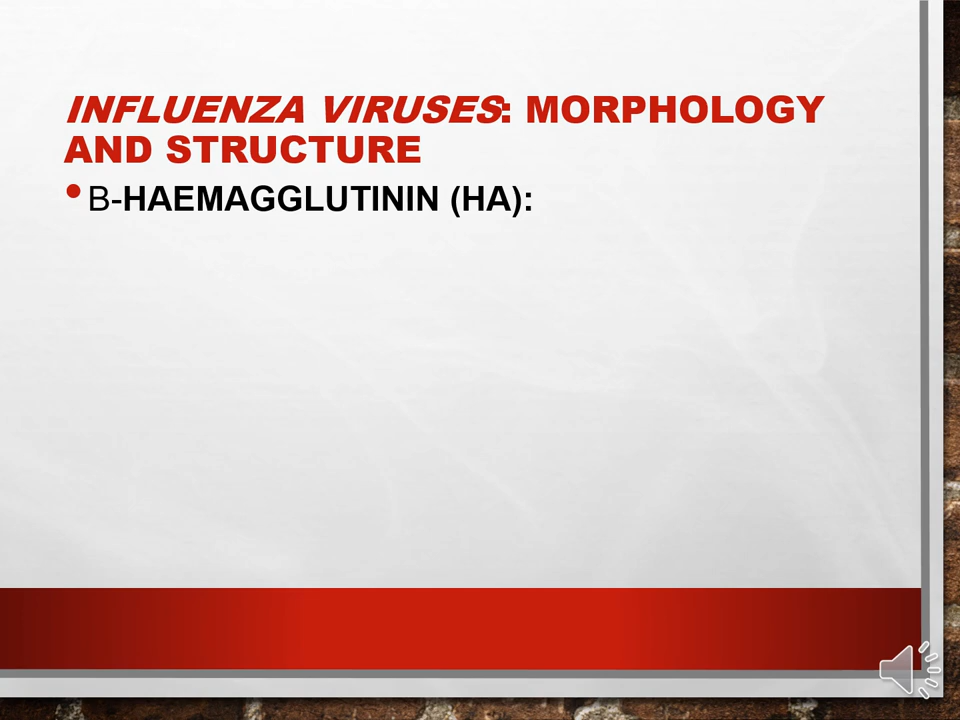 INFLUENZA VIRUSES: MORPHOLOGY
AND STRUCTURE
• B-HAEMAGGLUTININ (HA):